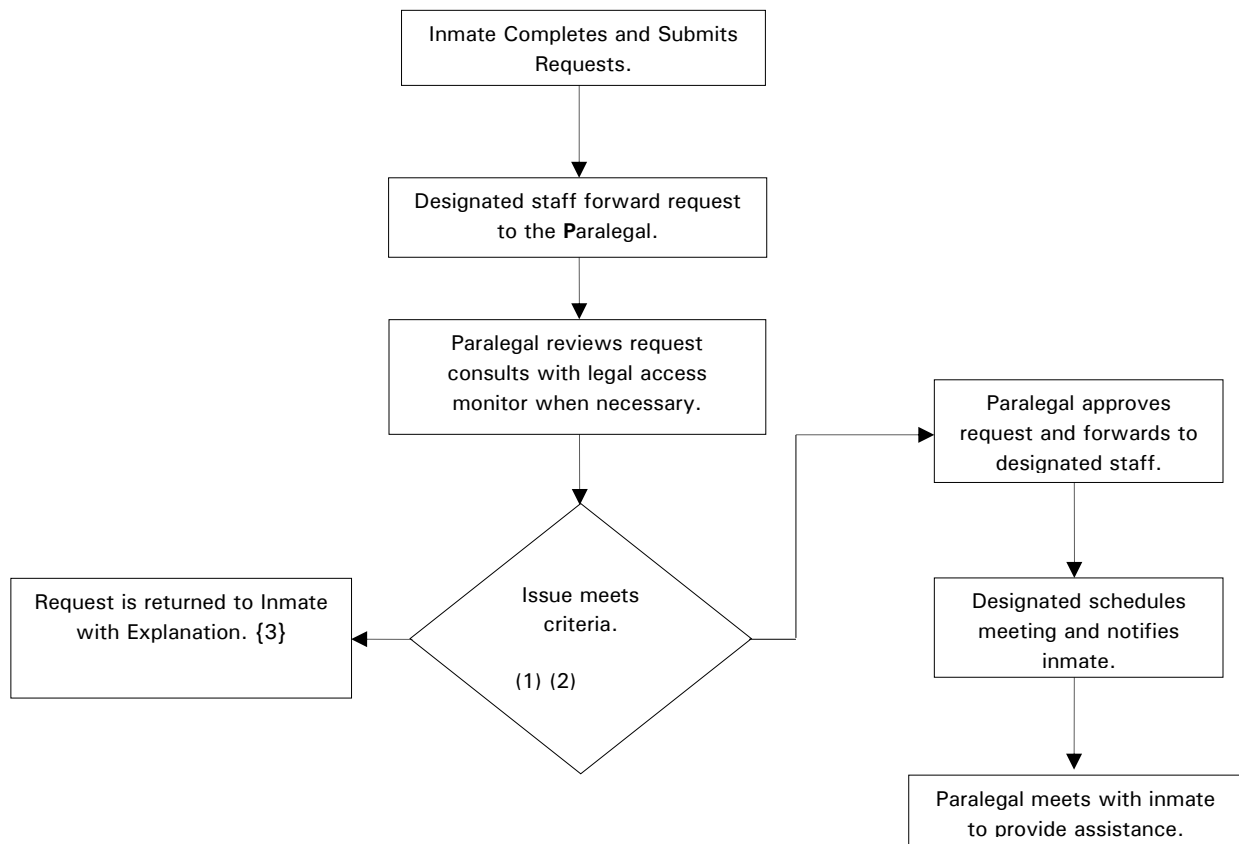 Inmate Completes and Submits
Requests.
Designated staff forward request
to the Paralegal.
Paralegal reviews request
consults with legal access
monitor when necessary.
Issue meets
criteria.
(1) (2)
Request is returned to Inmate
with Explanation. {3}
Paralegal approves
request and forwards to
designated staff.
Designated schedules
meeting and notifies
inmate.
Paralegal meets with inmate
to provide assistance.